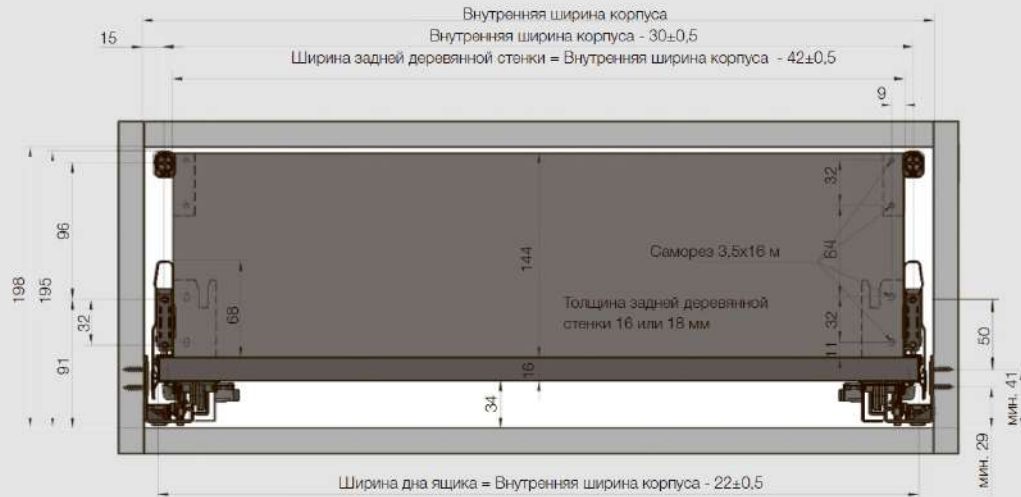 Внутренняя ширина корпуса
Внутренняя ширина корпуса - 30±0,5
15
Ширина задней деревянной стенки = Внутренняя ширина корпуса - 42±0,5
9
32
96
144
Саморез 3,5х16 м
64
198
195
68
Толщина задней деревянной
стенки 16 или 18 мм
32
32
50
91
11
16
34
мин. 41
мин. 29
Ширина дна ящика = Внутренняя ширина корпуса - 22±0,5